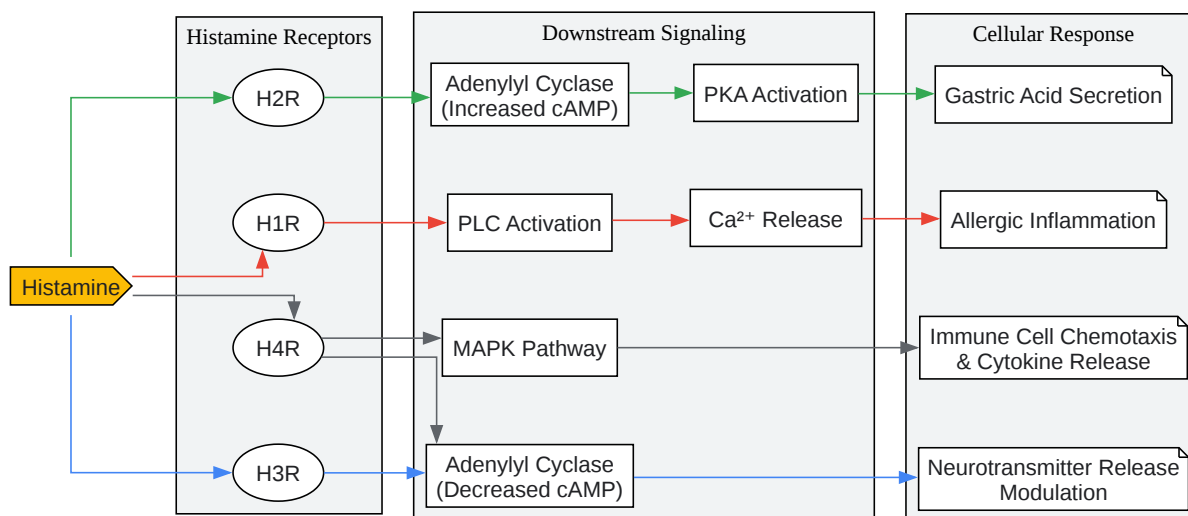 Histamine Receptors
Downstream Signaling
Cellular Response
H2R
Adenylyl Cyclase
(Increased cAMP)
PKA Activation
Gastric Acid Secretion
H1R
PLC Activation
Ca²⁺ Release
Allergic Inflammation
Histamine
H4R
MAPK Pathway
Immune Cell Chemotaxis
& Cytokine Release
H3R
Adenylyl Cyclase
(Decreased cAMP)
Neurotransmitter Release
Modulation